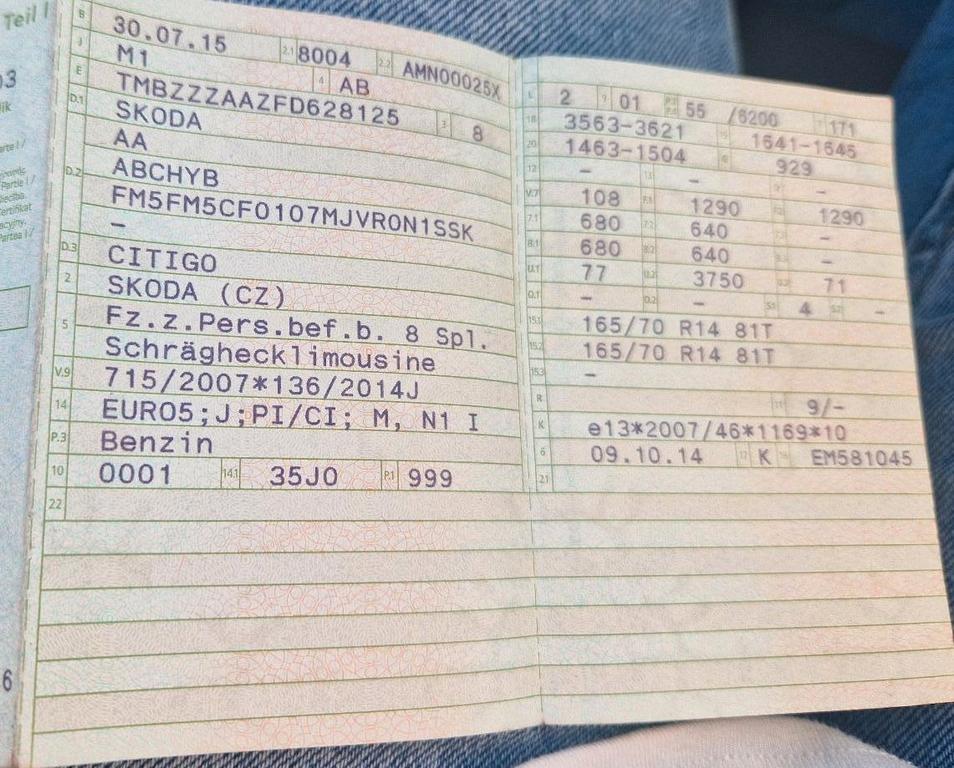 Teil I
B 30.07.15 2.1 8004 2.2 AMN00025X
J M1 4 AB
E TMBZZZAAZFD628125 3 8
D.1 SKODA
AA
D.2 ABCHYB
FM5FM5CF0107MJVR0N1SSK
–
D.3 CITIGO
2 SKODA (CZ)
5 Fz.z.Pers.bef.b. 8 Spl.
Schräghecklimousine
V.9 715/2007*136/2014J
14 EURO5;J;PI/CI; M, N1 I
P.3 Benzin
10 0001 14.1 35J0 P.1 999
22
L 2 9 01 55 /6200 T 171
18 3563-3621 19 1641-1645
20 1463-1504 G 929
12 – 13 – –
V.7 108 F.1 1290 F.2 1290
7.1 680 7.2 640 –
8.1 680 8.2 640 –
U.1 77 U.2 3750 U.3 71
O.1 – O.2 – S.1 4 S.2 –
15.1 165/70 R14 81T
15.2 165/70 R14 81T
15.3 –
R 11 9/–
K e13*2007/46*1169*10
6 09.10.14 17 K 16 EM581045
21
6